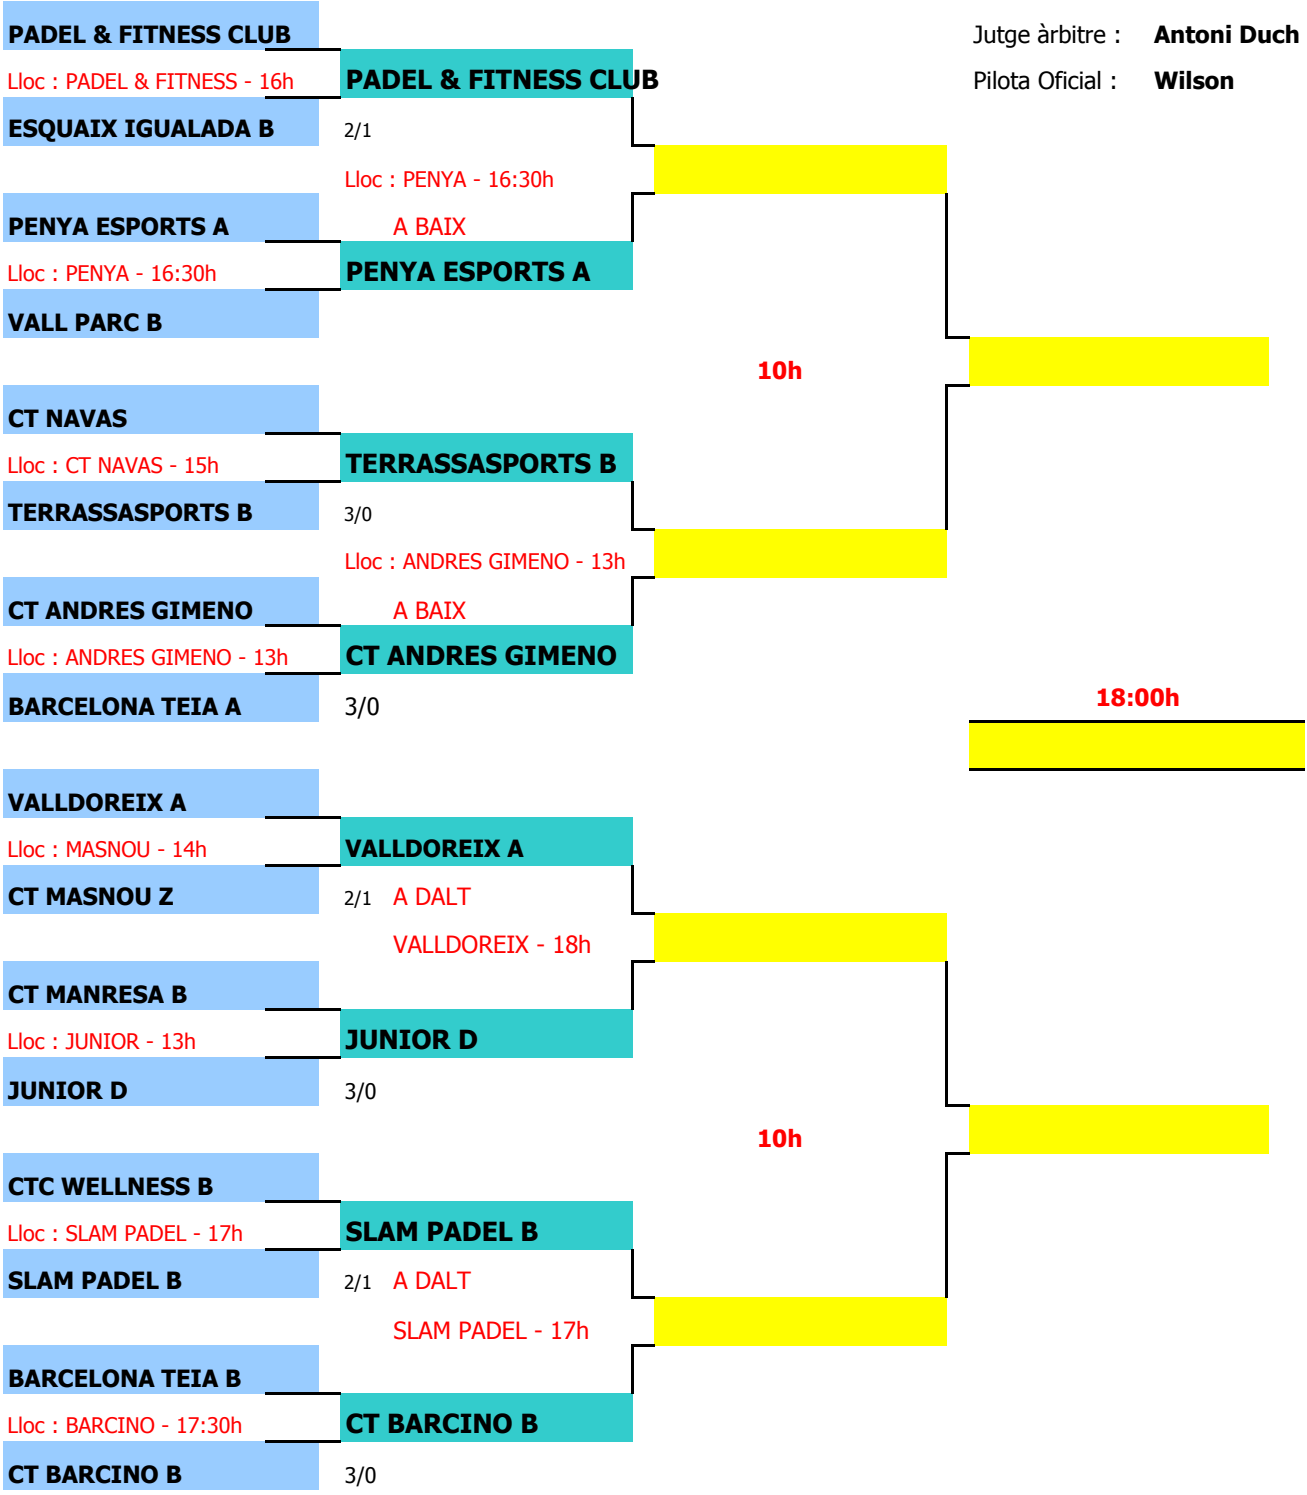 PADEL & FITNESS CLUB
Jutge àrbitre : Antoni Duch
Lloc : PADEL & FITNESS - 16h
PADEL & FITNESS CLUB
Pilota Oficial : Wilson
ESQUAIX IGUALADA B
2/1
Lloc : PENYA - 16:30h
PENYA ESPORTS A
A BAIX
Lloc : PENYA - 16:30h
PENYA ESPORTS A
VALL PARC B
10h
CT NAVAS
Lloc : CT NAVAS - 15h
TERRASSASPORTS B
TERRASSASPORTS B
3/0
Lloc : ANDRES GIMENO - 13h
CT ANDRES GIMENO
A BAIX
Lloc : ANDRES GIMENO - 13h
CT ANDRES GIMENO
BARCELONA TEIA A
3/0
18:00h
VALLDOREIX A
Lloc : MASNOU - 14h
VALLDOREIX A
CT MASNOU Z
2/1 A DALT
VALLDOREIX - 18h
CT MANRESA B
Lloc : JUNIOR - 13h
JUNIOR D
JUNIOR D
3/0
10h
CTC WELLNESS B
Lloc : SLAM PADEL - 17h
SLAM PADEL B
SLAM PADEL B
2/1 A DALT
SLAM PADEL - 17h
BARCELONA TEIA B
Lloc : BARCINO - 17:30h
CT BARCINO B
CT BARCINO B
3/0